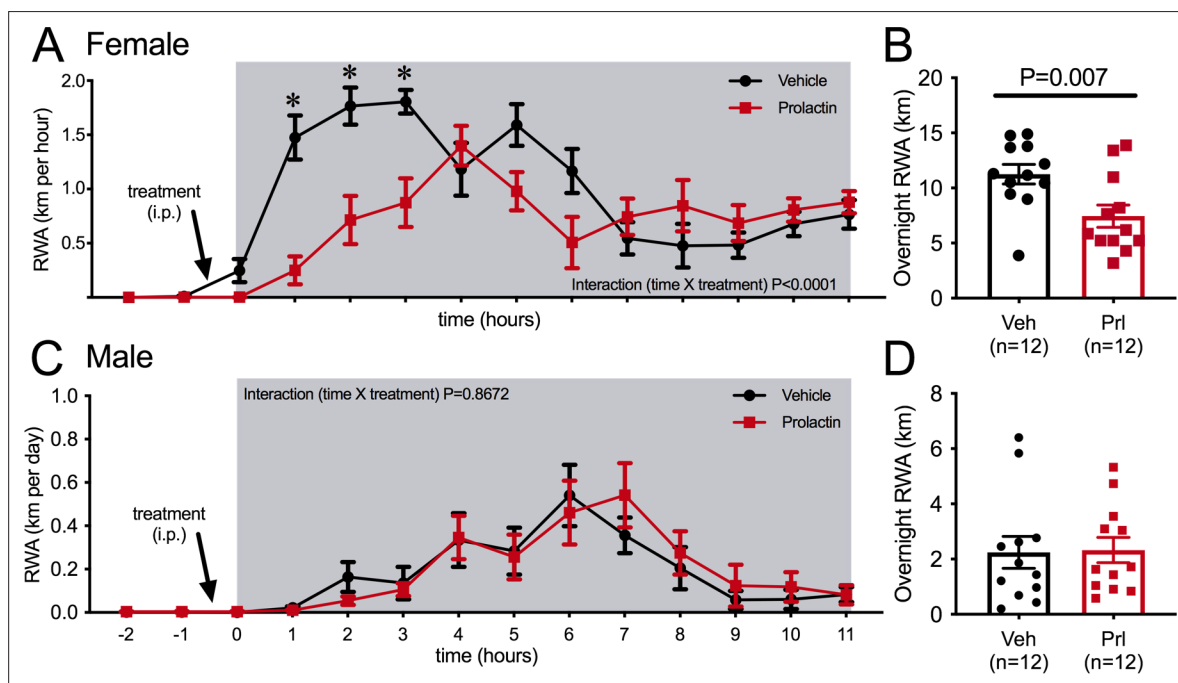 A Female
2.0
1.5
1.0
0.5
RWA (km per hour)
treatment
(i.p.)
* * *
Vehicle
Prolactin
Interaction (time X treatment) P<0.0001
time (hours)
B
P=0.007
20
15
10
5
0
Overnight RWA (km)
Veh
(n=12)
Prl
(n=12)
C Male
1.0
0.8
0.6
0.4
0.2
0.0
RWA (km per day)
Interaction (time X treatment) P=0.8672
treatment
(i.p.)
Vehicle
Prolactin
-2 -1 0 1 2 3 4 5 6 7 8 9 10 11
time (hours)
D
8
6
4
2
0
Overnight RWA (km)
Veh
(n=12)
Prl
(n=12)